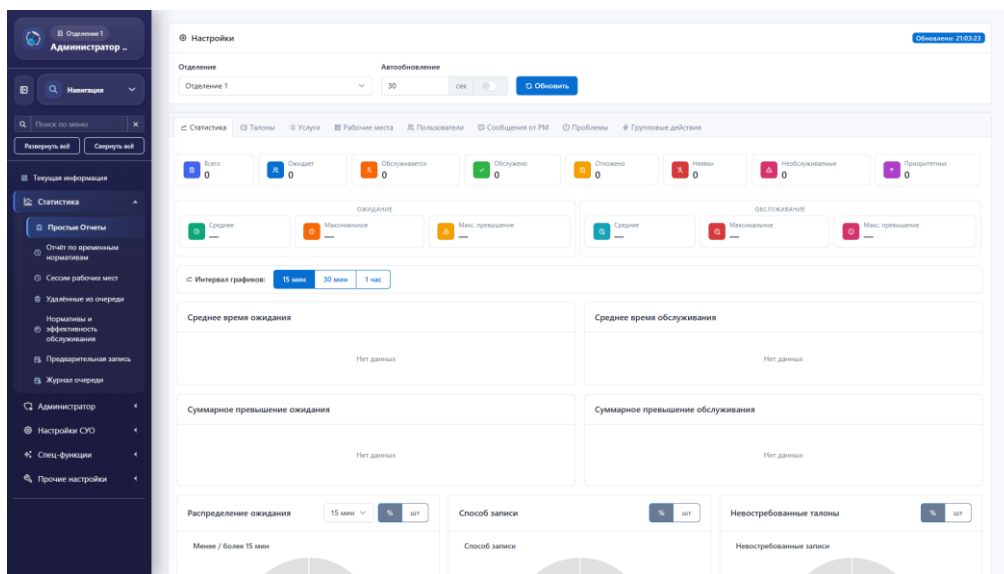 Отделение 1
Администратор ..
Навигация
Поиск по меню
Развернуть всё
Свернуть всё
Текущая информация
Статистика
Простые Отчеты
Отчёт по временным
нормативам
Сессии рабочих мест
Удалённые из очереди
Нормативы и
эффективность
обслуживания
Предварительная запись
Журнал очереди
Администратор
Настройки СУО
Спец-функции
Прочие настройки
Настройки
Обновлено: 21:03:23
Отделение
Автообновление
Отделение 1
30
сек
Обновить
Статистика
Талоны
Услуги
Рабочие места
Пользователи
Сообщения от РМ
Проблемы
Групповые действия
Всего
0
Ожидает
0
Обслуживается
0
Обслужено
0
Отложено
0
Неявки
0
Необслуживаемые
0
Приоритетных
0
ОЖИДАНИЕ
Среднее
—
Максимальное
—
Макс. превышение
—
ОБСЛУЖИВАНИЕ
Среднее
—
Максимальное
—
Макс. превышение
—
Интервал графиков:
15 мин
30 мин
1 час
Среднее время ожидания
Нет данных
Среднее время обслуживания
Нет данных
Суммарное превышение ожидания
Нет данных
Суммарное превышение обслуживания
Нет данных
Распределение ожидания
15 мин
%
шт
Менее / более 15 мин
Способ записи
%
шт
Способ записи
Невостребованные талоны
%
шт
Невостребованные записи